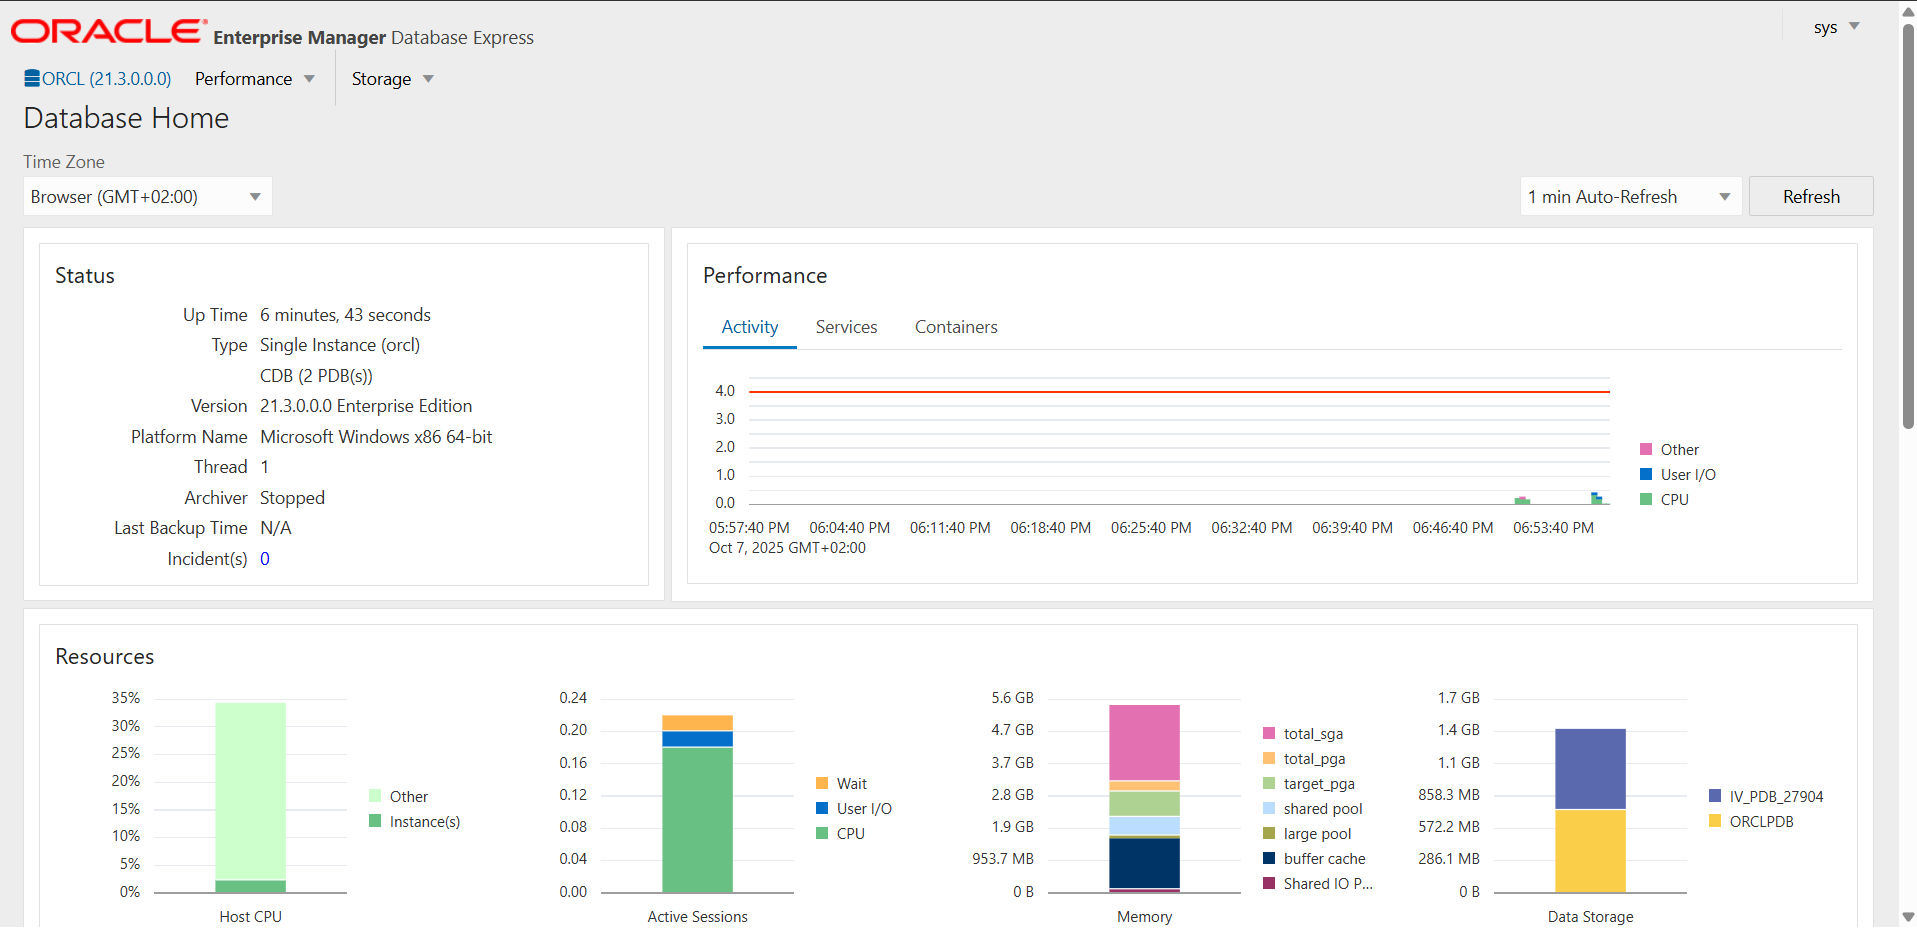 ORACLE Enterprise Manager Database Express
sys
ORCL (21.3.0.0.0) Performance Storage
Database Home
Time Zone
Browser (GMT+02:00)
1 min Auto-Refresh
Refresh
Status
Up Time 6 minutes, 43 seconds
Type Single Instance (orcl)
CDB (2 PDB(s))
Version 21.3.0.0.0 Enterprise Edition
Platform Name Microsoft Windows x86 64-bit
Thread 1
Archiver Stopped
Last Backup Time N/A
Incident(s) 0
Performance
Activity Services Containers
4.0
3.0
2.0
1.0
0.0
05:57:40 PM 06:04:40 PM 06:11:40 PM 06:18:40 PM 06:25:40 PM 06:32:40 PM 06:39:40 PM 06:46:40 PM 06:53:40 PM
Oct 7, 2025 GMT+02:00
Other
User I/O
CPU
Resources
35%
30%
25%
20%
15%
10%
5%
0%
Host CPU
Other
Instance(s)
0.24
0.20
0.16
0.12
0.08
0.04
0.00
Active Sessions
Wait
User I/O
CPU
5.6 GB
4.7 GB
3.7 GB
2.8 GB
1.9 GB
953.7 MB
0 B
Memory
total_sga
total_pga
target_pga
shared pool
large pool
buffer cache
Shared IO P...
1.7 GB
1.4 GB
1.1 GB
858.3 MB
572.2 MB
286.1 MB
0 B
Data Storage
IV_PDB_27904
ORCLPDB